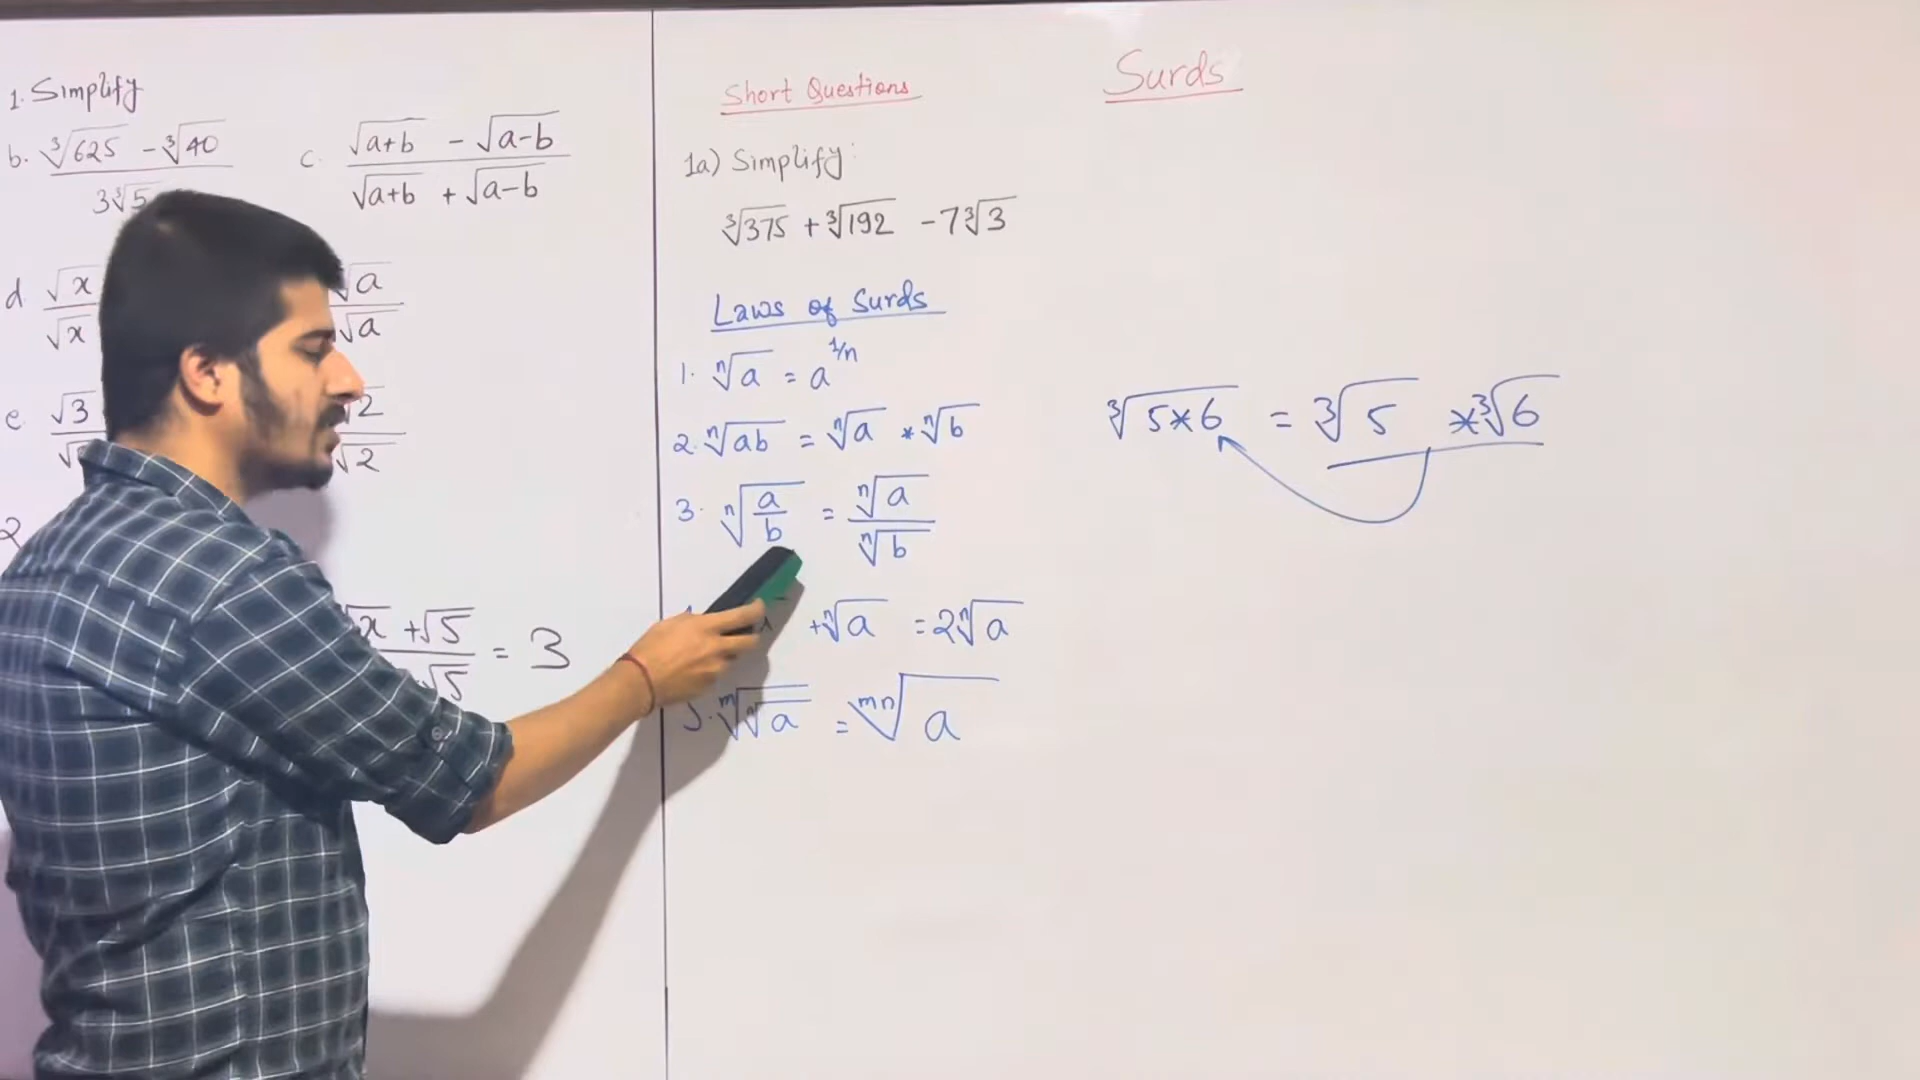 1. Simplify
b. (∛625 - ∛40) / 3∛5
c. (√(a+b) - √(a-b)) / (√(a+b) + √(a-b))
d √x / √x
√a / √a
e. √3 / √
√2 / √2
2
√x + √5 / √5 = 3
Short Questions
1a) Simplify:
∛375 + ∛192 - 7∛3
Laws of Surds
1. ⁿ√a = a^(1/n)
2. ⁿ√ab = ⁿ√a * ⁿ√b
3. ⁿ√(a/b) = ⁿ√a / ⁿ√b
+ ⁿ√a = 2 ⁿ√a
5. ᵐ√(ⁿ√a) = ᵐⁿ√a
Surds
∛(5*6) = ∛5 * ∛6